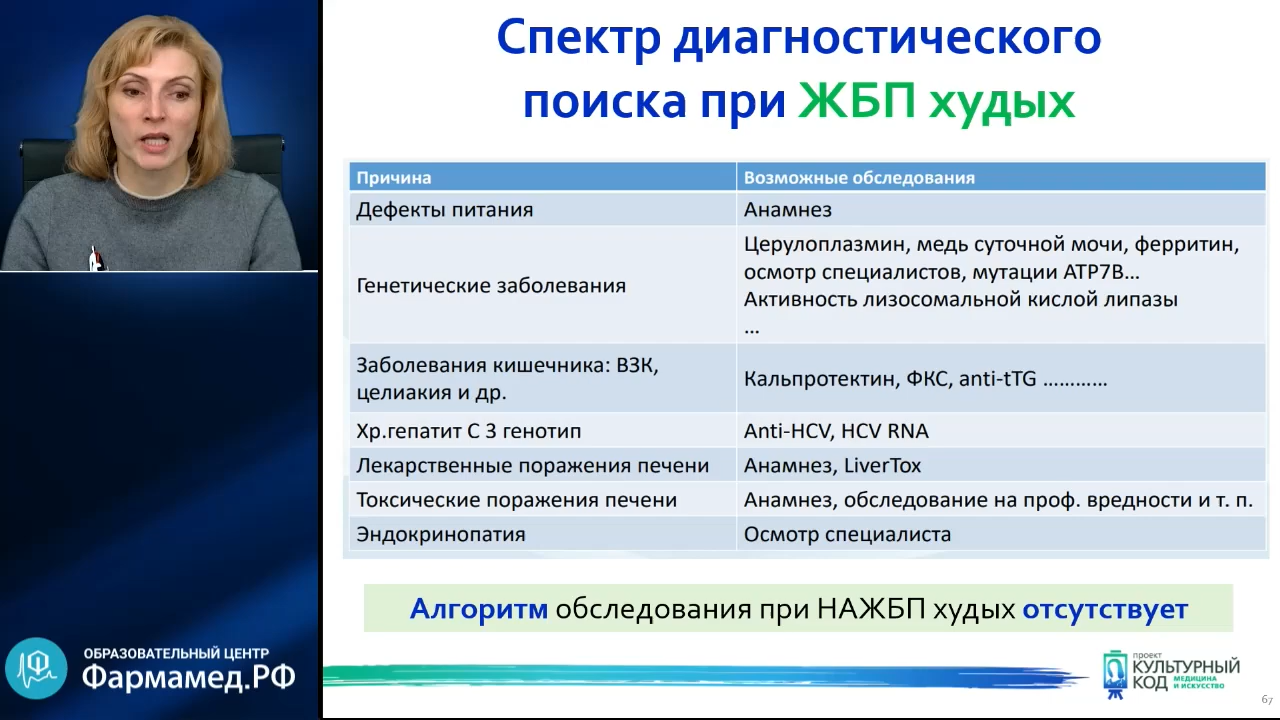 Спектр диагностического
поиска при ЖБП худых
Причина
Возможные обследования
Дефекты питания
Анамнез
Генетические заболевания
Церулоплазмин, медь суточной мочи, ферритин,
осмотр специалистов, мутации ATP7B...
Активность лизосомальной кислой липазы
...
Заболевания кишечника: ВЗК,
целиакия и др.
Кальпротектин, ФКС, anti-tTG ............
Хр.гепатит С 3 генотип
Anti-HCV, HCV RNA
Лекарственные поражения печени
Анамнез, LiverTox
Токсические поражения печени
Анамнез, обследование на проф. вредности и т. п.
Эндокринопатия
Осмотр специалиста
Алгоритм обследования при НАЖБП худых отсутствует
ОБРАЗОВАТЕЛЬНЫЙ ЦЕНТР
Фармамед.РФ
проект
КУЛЬТУРНЫЙ
КОД
МЕДИЦИНА
И ИСКУССТВО
67